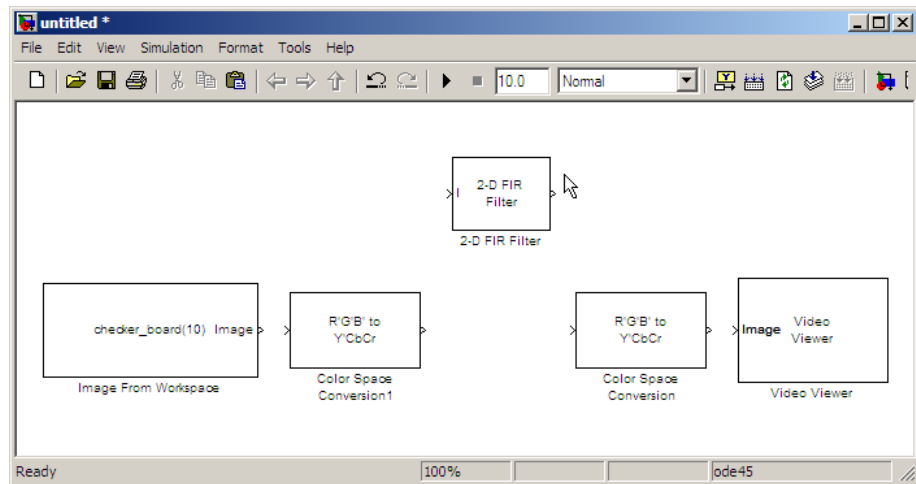 untitled *
File Edit View Simulation Format Tools Help
10.0 Normal
I 2-D FIR
Filter
2-D FIR Filter
checker_board(10) Image
Image From Workspace
R'G'B' to
Y'CbCr
Color Space
Conversion1
R'G'B' to
Y'CbCr
Color Space
Conversion
Image Video
Viewer
Video Viewer
Ready 100% ode45